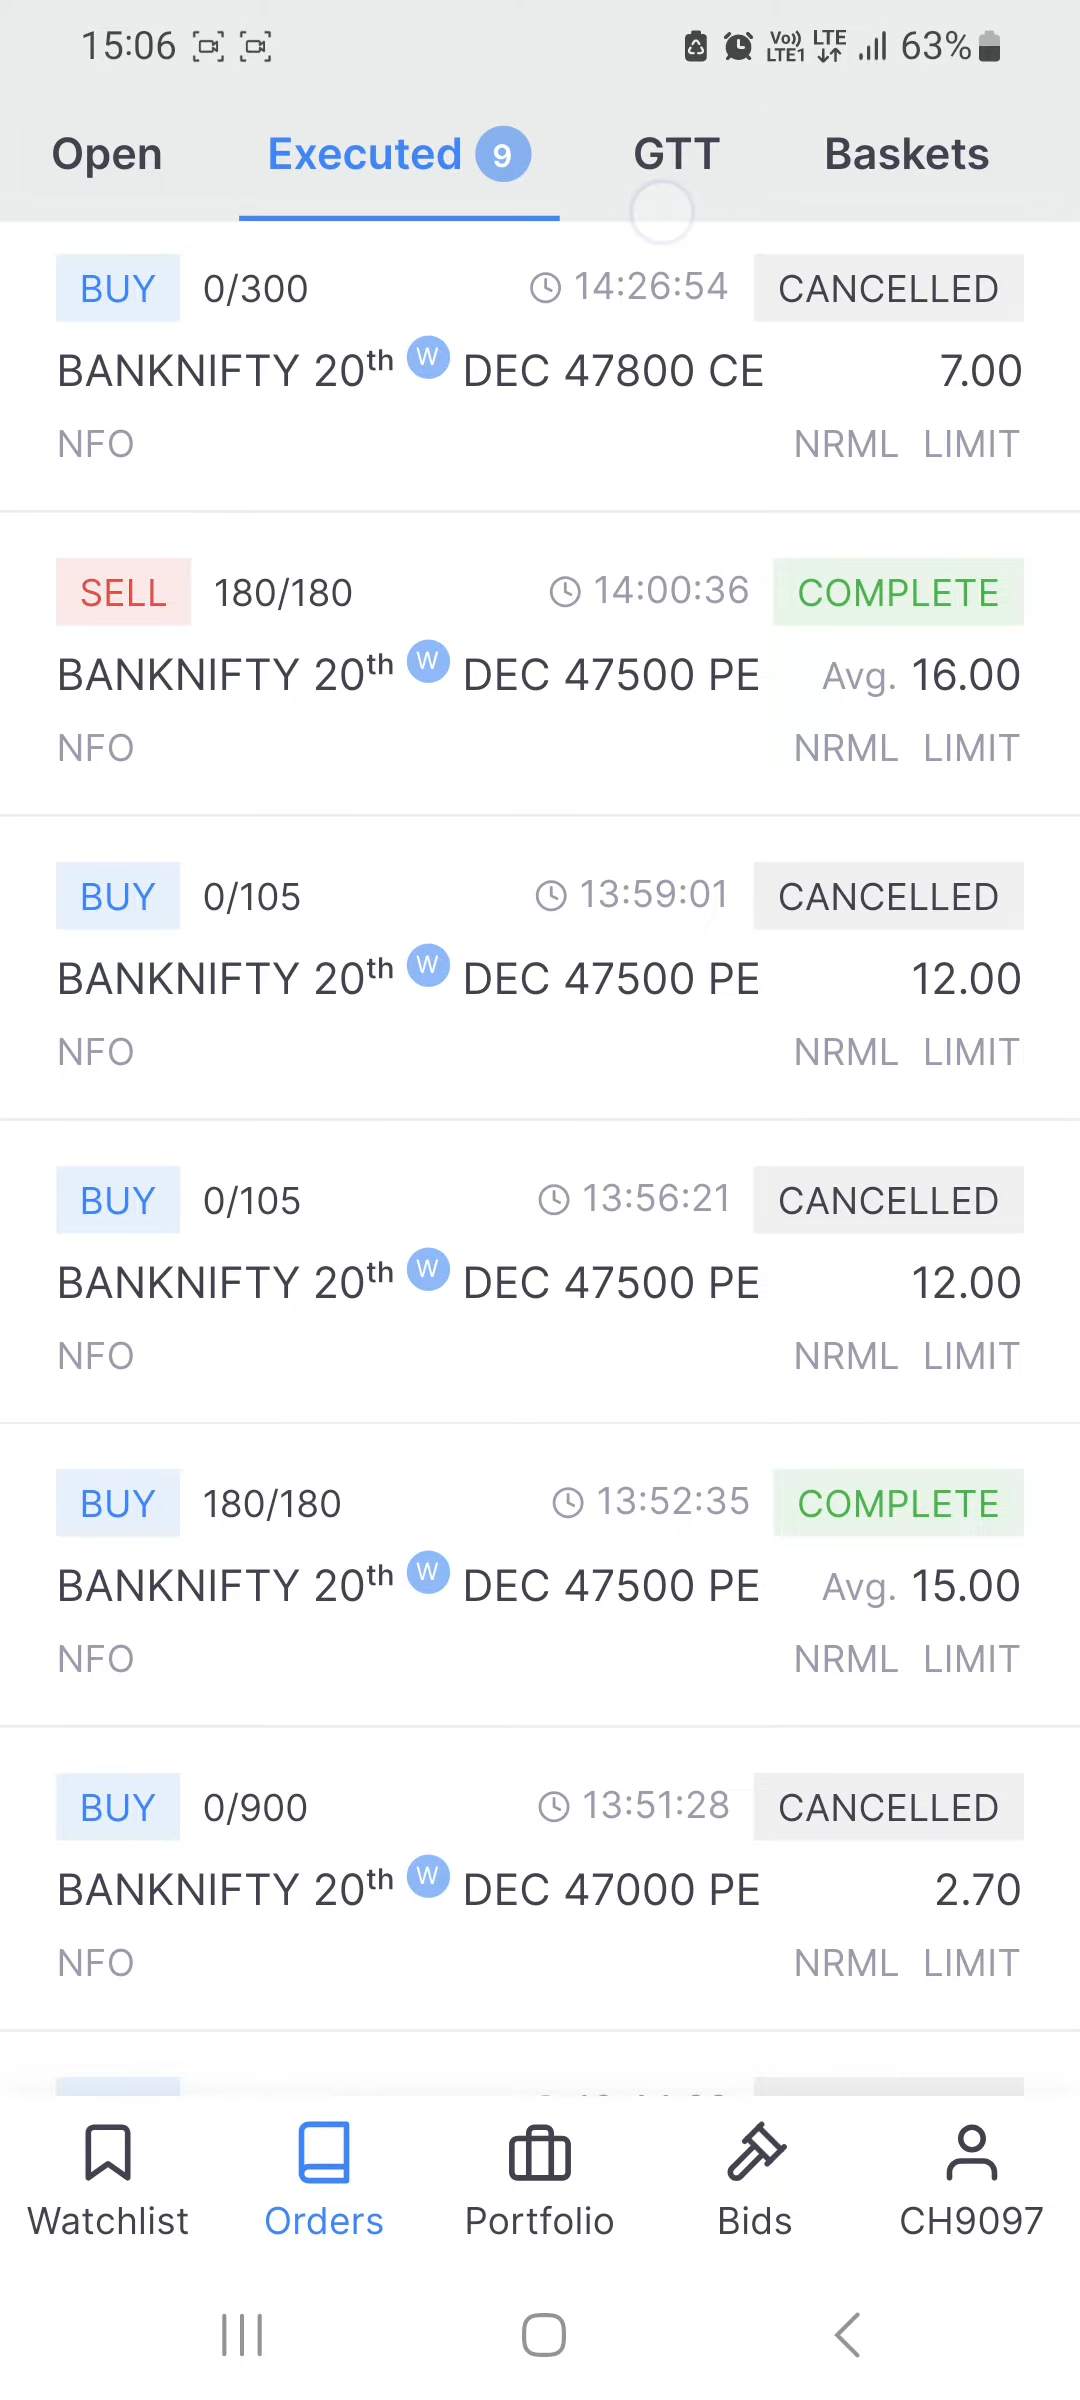 15:06 Vo)) LTE1 LTE 63%
Open Executed 9 GTT Baskets
BUY 0/300 14:26:54 CANCELLED
BANKNIFTY 20th W DEC 47800 CE 7.00
NFO NRML LIMIT
SELL 180/180 14:00:36 COMPLETE
BANKNIFTY 20th W DEC 47500 PE Avg. 16.00
NFO NRML LIMIT
BUY 0/105 13:59:01 CANCELLED
BANKNIFTY 20th W DEC 47500 PE 12.00
NFO NRML LIMIT
BUY 0/105 13:56:21 CANCELLED
BANKNIFTY 20th W DEC 47500 PE 12.00
NFO NRML LIMIT
BUY 180/180 13:52:35 COMPLETE
BANKNIFTY 20th W DEC 47500 PE Avg. 15.00
NFO NRML LIMIT
BUY 0/900 13:51:28 CANCELLED
BANKNIFTY 20th W DEC 47000 PE 2.70
NFO NRML LIMIT
Watchlist Orders Portfolio Bids CH9097